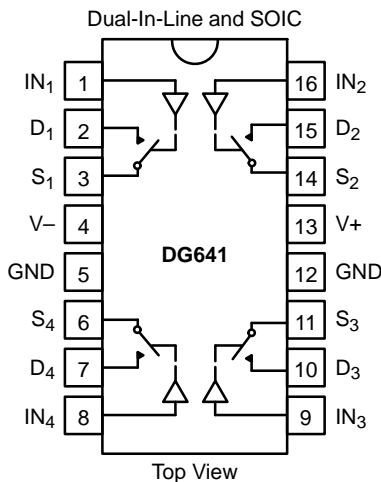 Dual-In-Line and SOIC
IN1 1 16 IN2
D1 2 15 D2
S1 3 14 S2
V– 4 13 V+
DG641
GND 5 12 GND
S4 6 11 S3
D4 7 10 D3
IN4 8 9 IN3
Top View